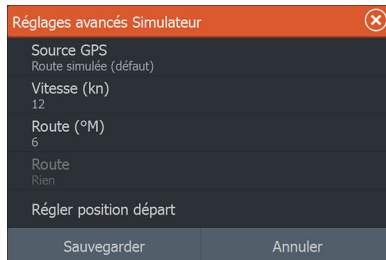 Réglages avancés Simulateur
Source GPS
Route simulée (défaut)
Vitesse (kn)
12
Route (°M)
6
Route
Rien
Régler position départ
Sauvegarder
Annuler